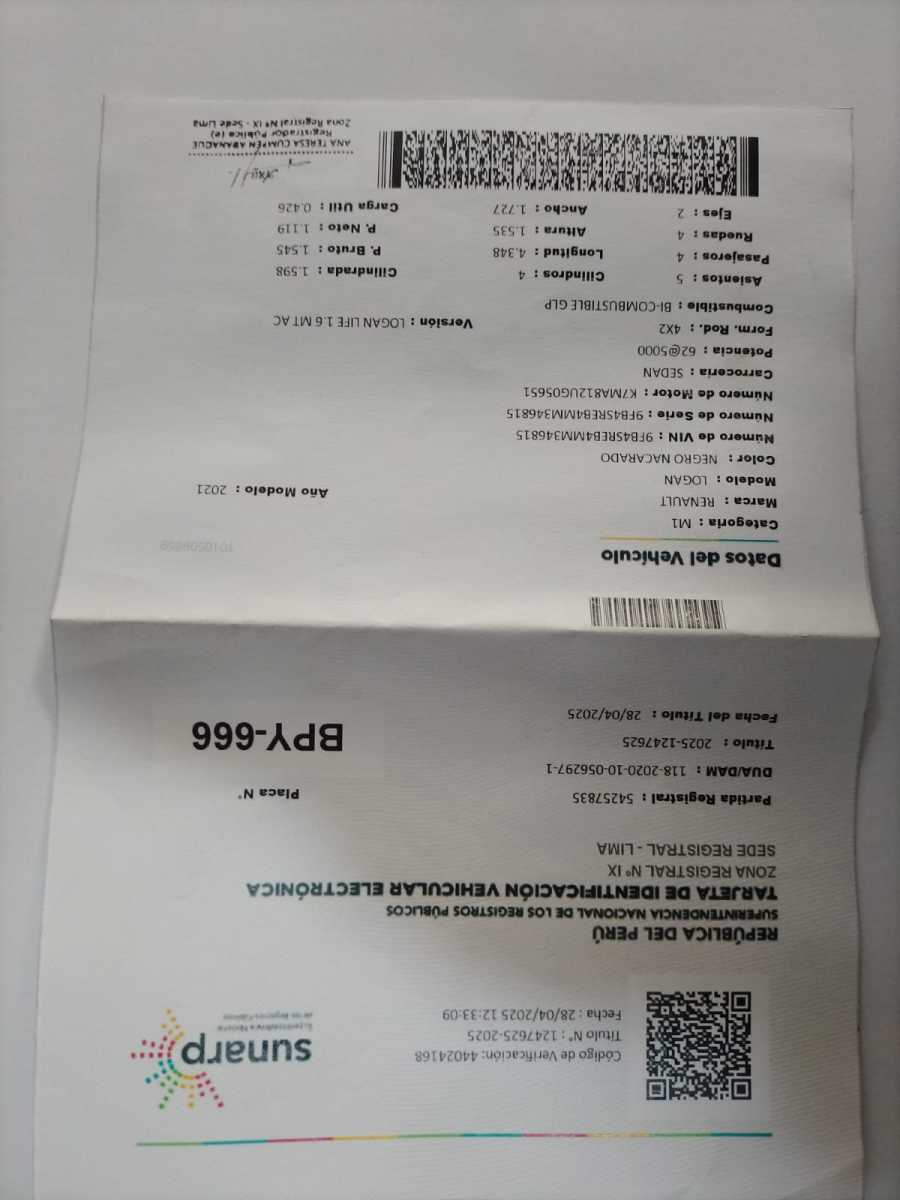 Código de Verificación: 44024168
Título N° : 1247625-2025
Fecha : 28/04/2025 12:33:09
sunarp
Superintendencia Nacional
de los Registros Públicos
REPÚBLICA DEL PERÚ
SUPERINTENDENCIA NACIONAL DE LOS REGISTROS PÚBLICOS
TARJETA DE IDENTIFICACIÓN VEHICULAR ELECTRÓNICA
ZONA REGISTRAL Nº IX
SEDE REGISTRAL - LIMA
Partida Registral : 54257835
Placa N°
DUA/DAM : 118-2020-10-056297-1
Título : 2025-1247625
BPY-666
Fecha del Título : 28/04/2025
Datos del Vehículo
Categoría : M1
Marca : RENAULT
Modelo : LOGAN
Año Modelo : 2021
Color : NEGRO NACARADO
Número de VIN : 9FB4SREB4MM346815
Número de Serie : 9FB4SREB4MM346815
Número de Motor : K7MA812UG05651
Carrocería : SEDAN
Potencia : 62@5000
Form. Rod. : 4X2
Versión : LOGAN LIFE 1.6 MT AC
Combustible : BI-COMBUSTIBLE GLP
Asientos : 5
Cilindros : 4
Cilindrada : 1.598
Pasajeros : 4
Longitud : 4.348
P. Bruto : 1.545
Ruedas : 4
Altura : 1.535
P. Neto : 1.119
Ejes : 2
Ancho : 1.727
Carga Util : 0.426
ANA TERESA CUMPÉN ABANAQUE
Registrador Público (e)
Zona Registral Nº IX - Sede Lima